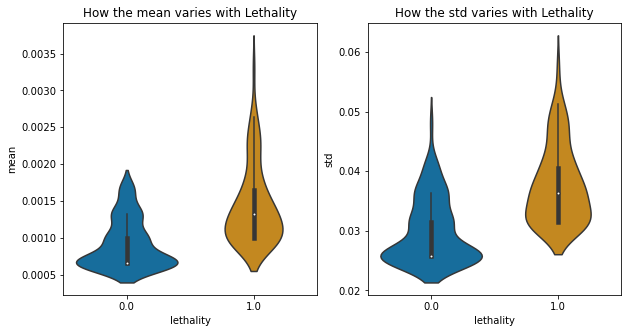 How the mean varies with Lethality
mean
0.0035
0.0030
0.0025
0.0020
0.0015
0.0010
0.0005
0.0
1.0
lethality
How the std varies with Lethality
std
0.06
0.05
0.04
0.03
0.02
0.0
1.0
lethality